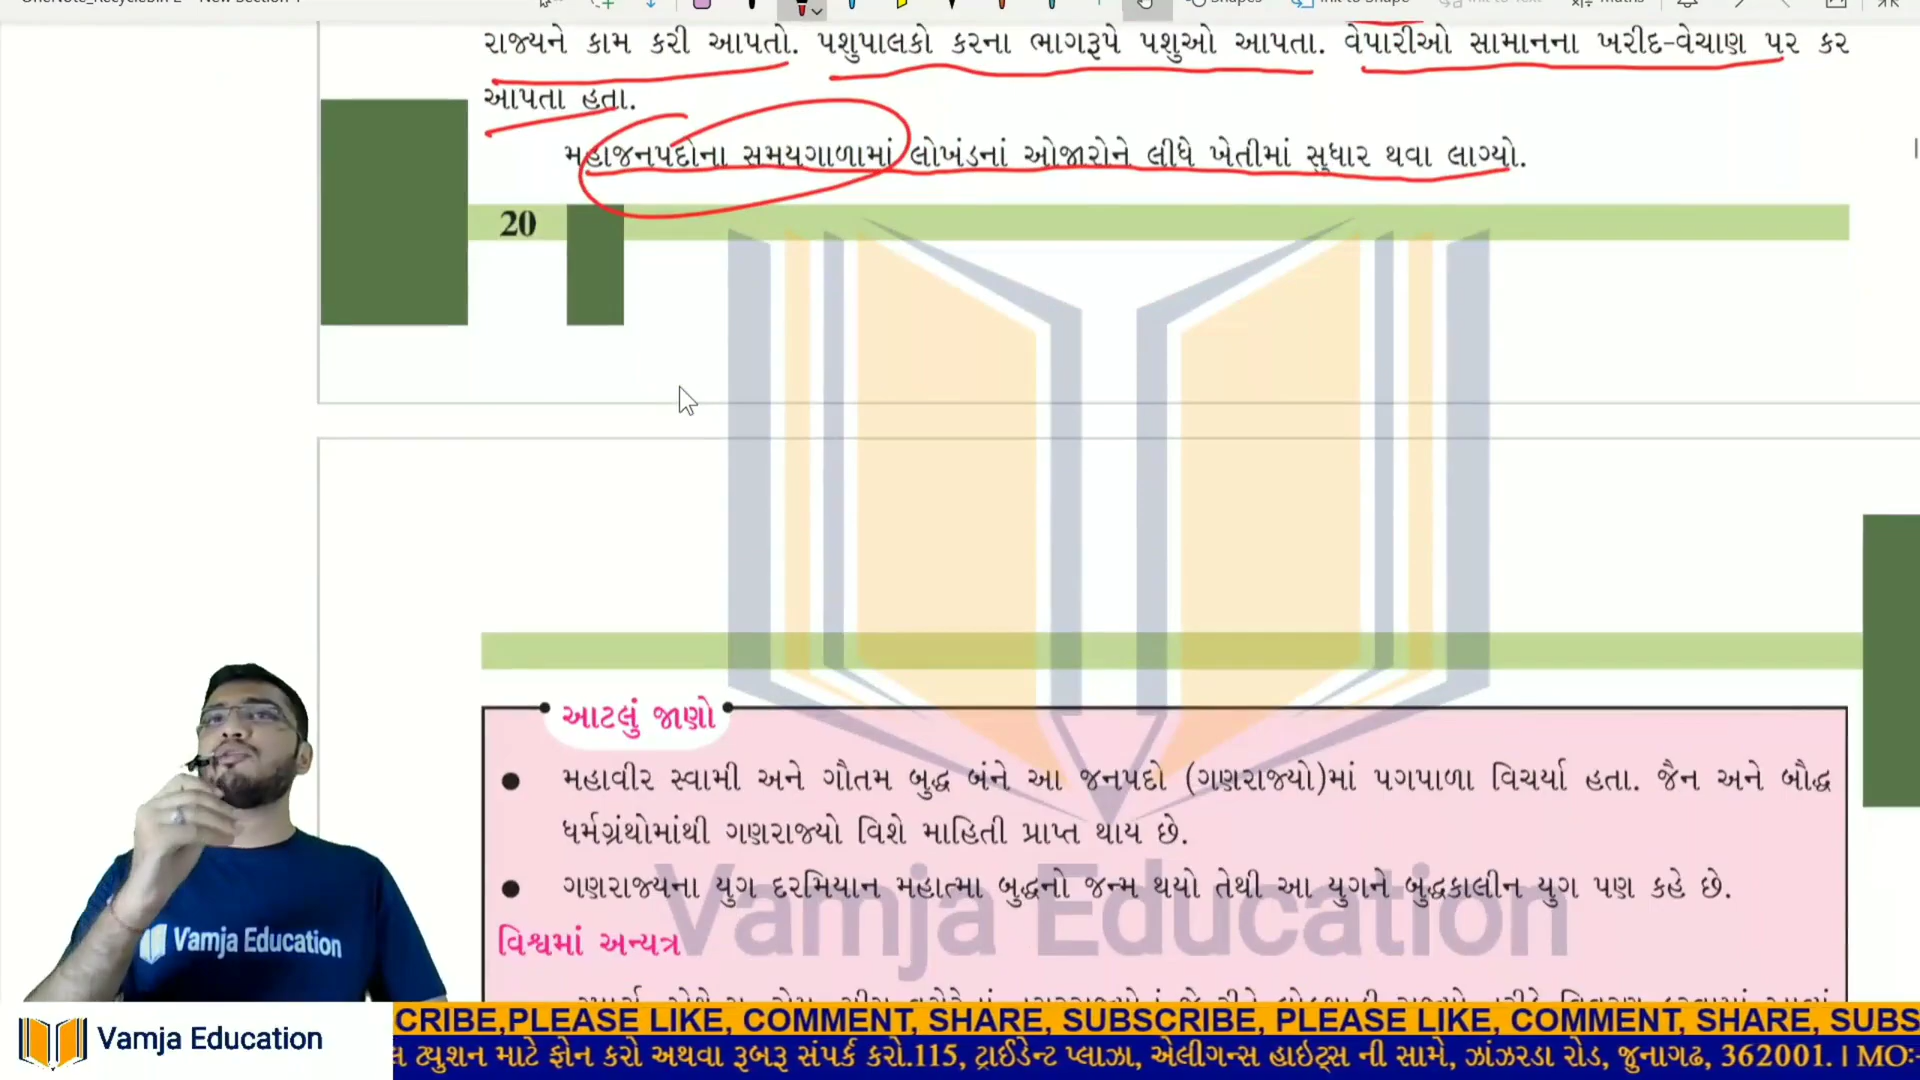 રાજ્યને કામ કરી આપતો. પશુપાલકો કરના ભાગરૂપે પશુઓ આપતા. વેપારીઓ સામાનના ખરીદ-વેચાણ પર કર
આપતા હતા.
મહાજનપદોના સમયગાળામાં લોખંડનાં ઓજારોને લીધે ખેતીમાં સુધાર થવા લાગ્યો.
20
આટલું જાણો
● મહાવીર સ્વામી અને ગૌતમ બુદ્ધ બંને આ જનપદો (ગણરાજ્યો)માં પગપાળા વિચર્યા હતા. જૈન અને બૌદ્ધ
ધર્મગ્રંથોમાંથી ગણરાજ્યો વિશે માહિતી પ્રાપ્ત થાય છે.
● ગણરાજ્યના યુગ દરમિયાન મહાત્મા બુદ્ધનો જન્મ થયો તેથી આ યુગને બુદ્ધકાલીન યુગ પણ કહે છે.
Vamja Education
વિશ્વમાં અન્યત્ર
Vamja Education
CRIBE,PLEASE LIKE, COMMENT, SHARE, SUBSCRIBE, PLEASE LIKE, COMMENT, SHARE, SUBS
Vamja Education
લ ટ્યુશન માટે ફોન કરો અથવા રૂબરૂ સંપર્ક કરો.115, ટ્રાઈડેન્ટ પ્લાઝા, એલીગન્સ હાઇટ્સ ની સામે, ઝાંઝરડા રોડ, જુનાગઢ, 362001. | MO:-